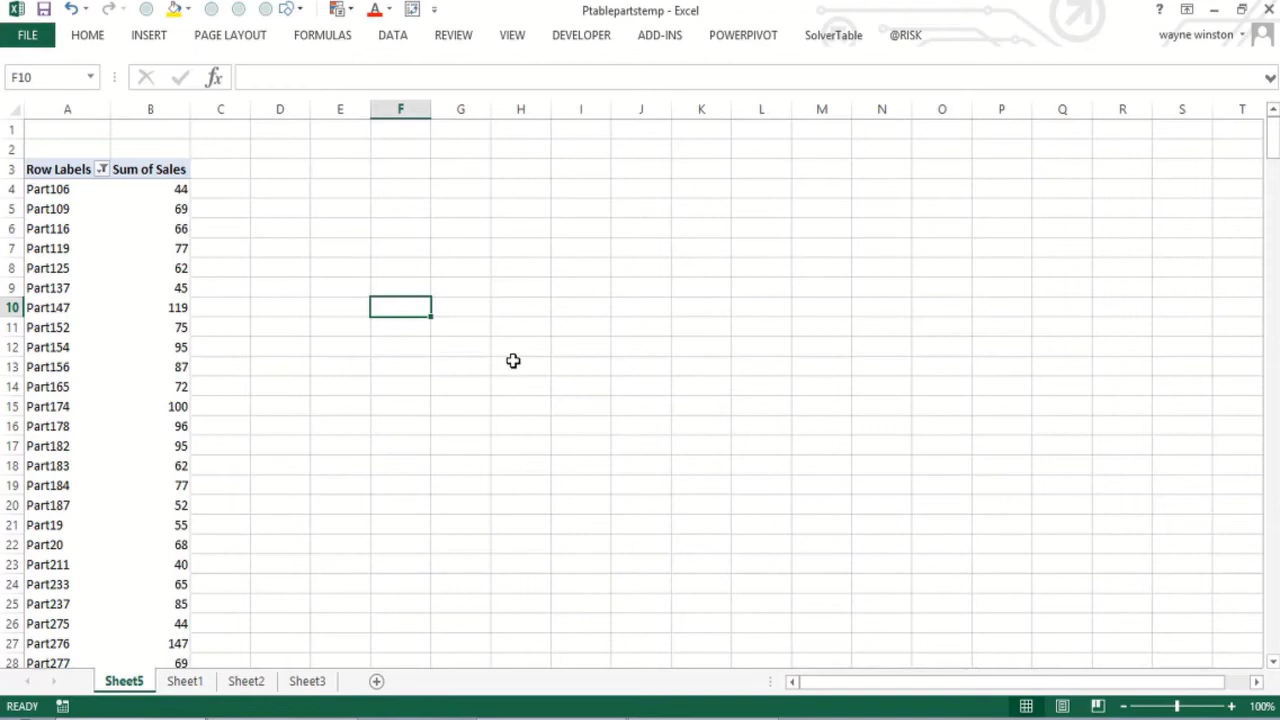 Ptablepartstemp - Excel
?
FILE HOME INSERT PAGE LAYOUT FORMULAS DATA REVIEW VIEW DEVELOPER ADD-INS POWERPIVOT SolverTable @RISK wayne winston
F10 fx
A B C D E F G H I J K L M N O P Q R S T
1
2
3 Row Labels Sum of Sales
4 Part106 44
5 Part109 69
6 Part116 66
7 Part119 77
8 Part125 62
9 Part137 45
10 Part147 119
11 Part152 75
12 Part154 95
13 Part156 87
14 Part165 72
15 Part174 100
16 Part178 96
17 Part182 95
18 Part183 62
19 Part184 77
20 Part187 52
21 Part19 55
22 Part20 68
23 Part211 40
24 Part233 65
25 Part237 85
26 Part275 44
27 Part276 147
28 Part277 69
Sheet5 Sheet1 Sheet2 Sheet3
READY 100%